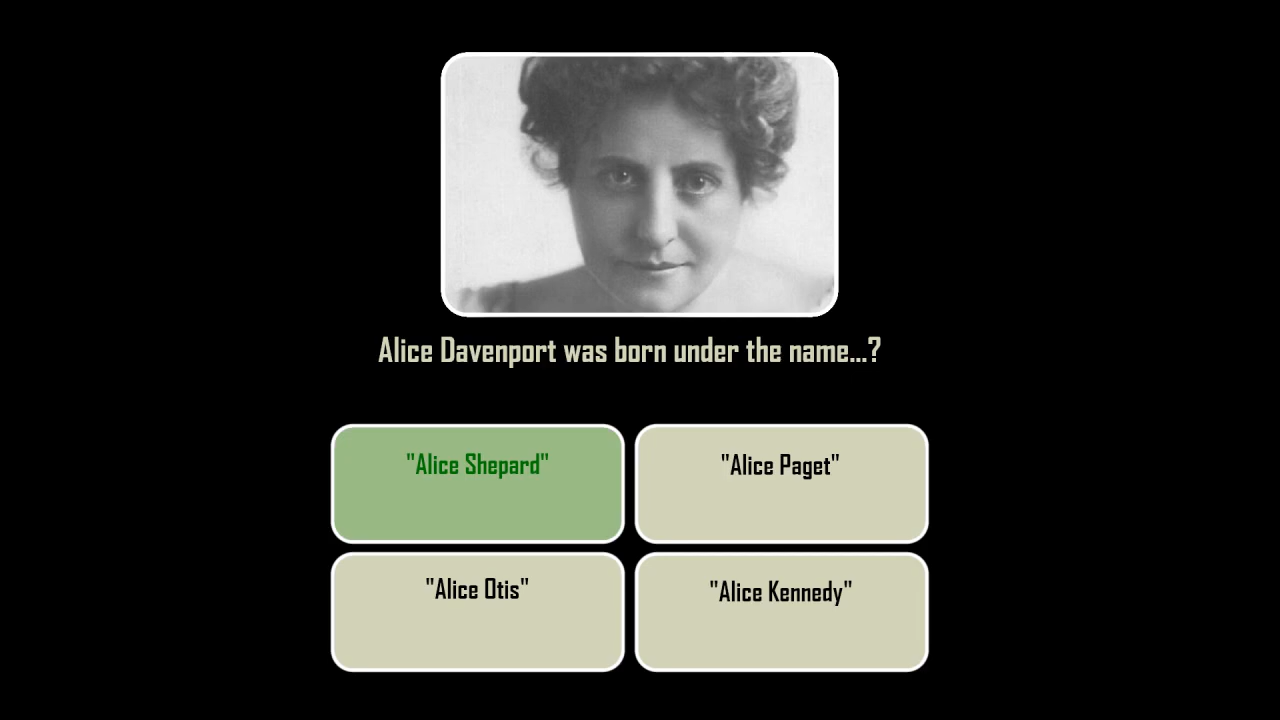 Alice Davenport was born under the name...?
"Alice Shepard"
"Alice Paget"
"Alice Otis"
"Alice Kennedy"